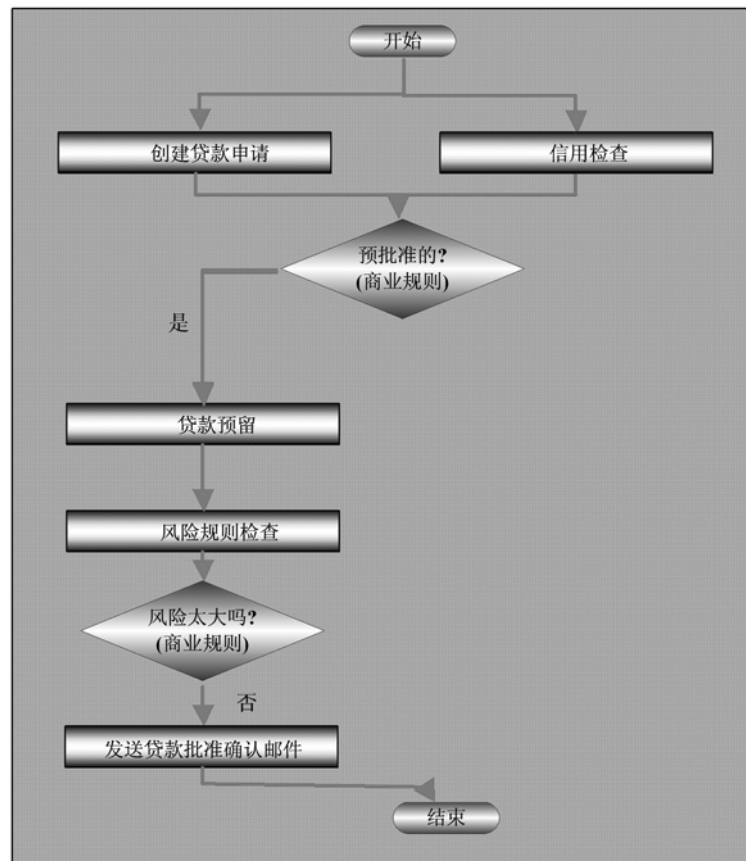 开始
创建贷款申请
信用检查
预批准的?
(商业规则)
是
贷款预留
风险规则检查
风险太大吗?
(商业规则)
否
发送贷款批准确认邮件
结束